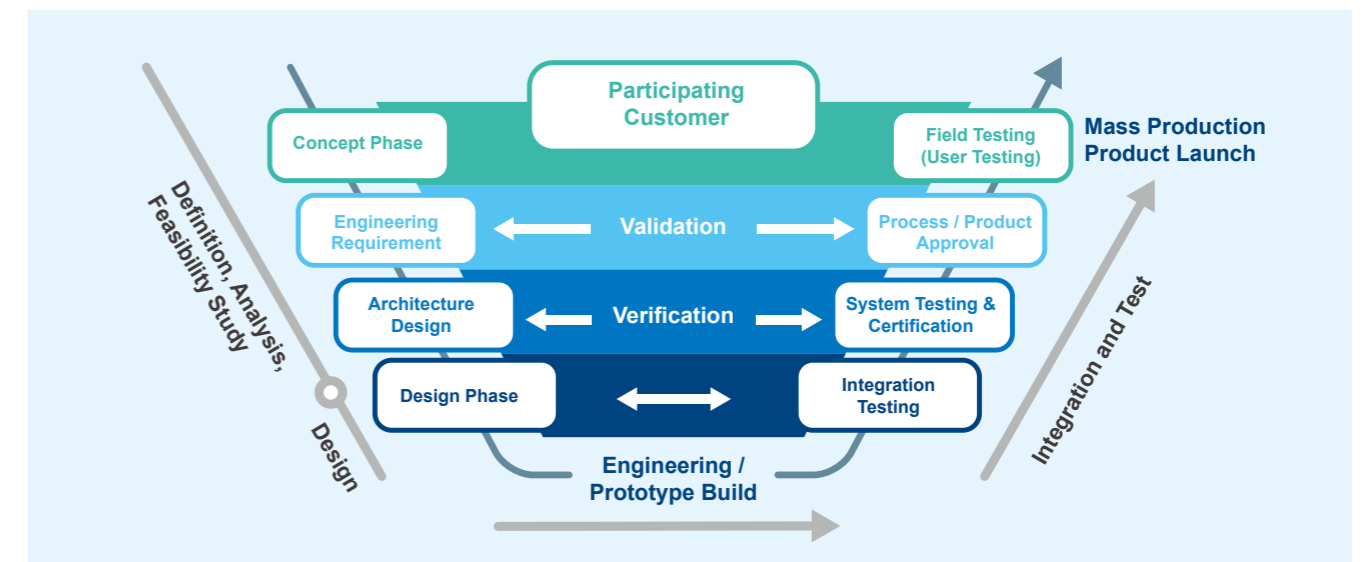 Participating
Customer
Concept Phase
Field Testing
(User Testing)
Mass Production
Product Launch
Definition, Analysis,
Feasibility Study
Engineering
Requirement
Validation
Process / Product
Approval
Architecture
Design
Verification
System Testing &
Certification
Integration and Test
Design Phase
Integration
Testing
Design
Engineering /
Prototype Build